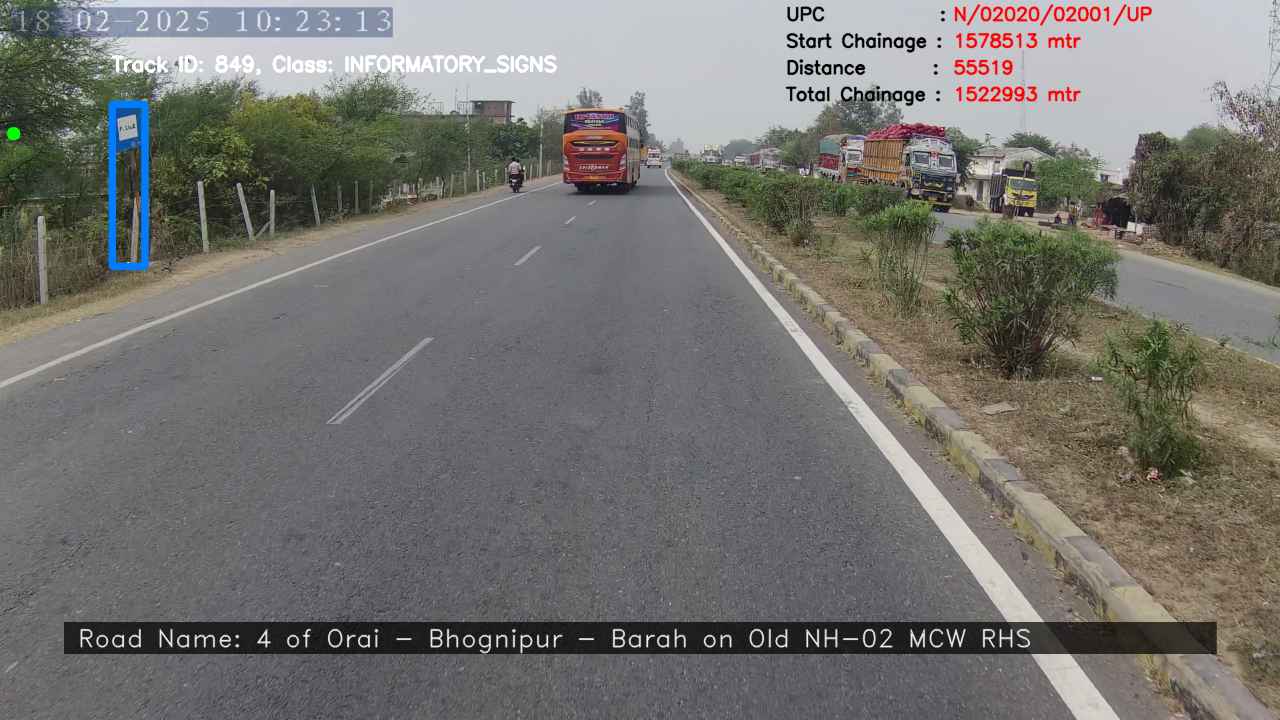 18-02-2025 10:23:13
UPC : N/02020/02001/UP
Start Chainage : 1578513 mtr
Distance : 55519
Total Chainage : 1522993 mtr
Track ID: 849, Class: INFORMATORY_SIGNS
Road Name: 4 of Orai - Bhognipur - Barah on Old NH-02 MCW RHS